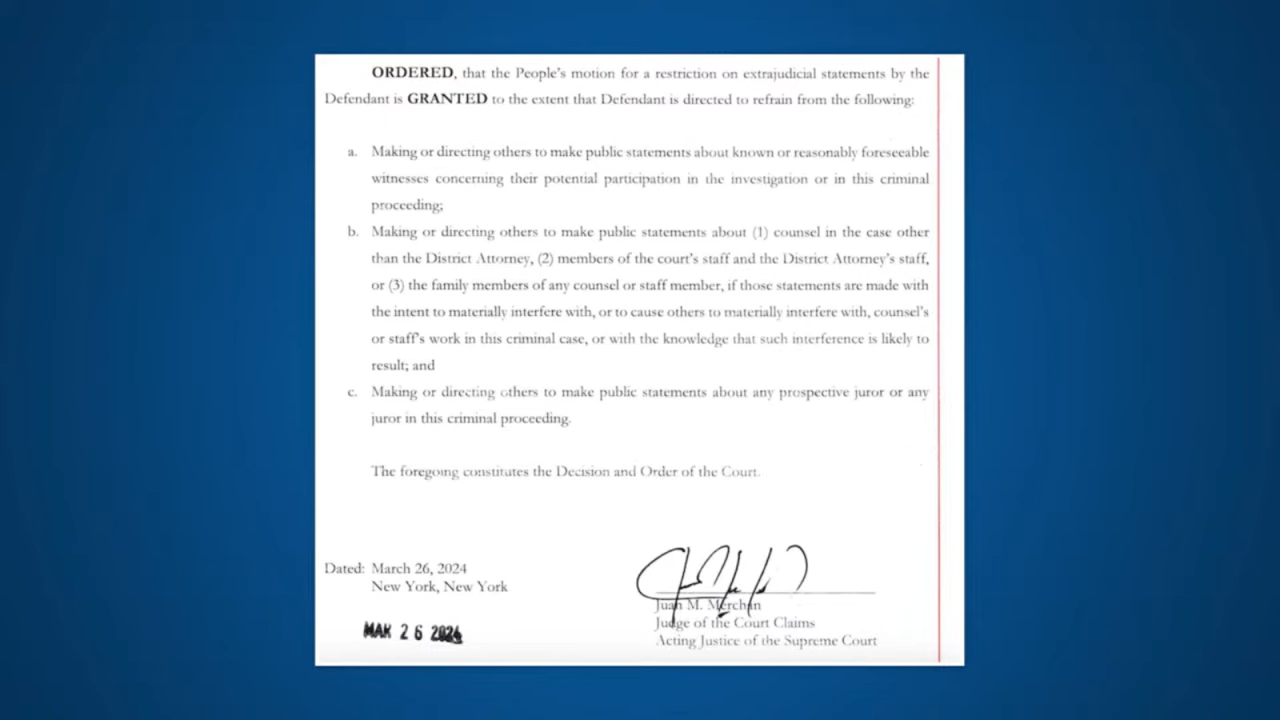 ORDERED, that the People's motion for a restriction on extrajudicial statements by the
Defendant is GRANTED to the extent that Defendant is directed to refrain from the following:
a. Making or directing others to make public statements about known or reasonably foreseeable
witnesses concerning their potential participation in the investigation or in this criminal
proceeding;
b. Making or directing others to make public statements about (1) counsel in the case other
than the District Attorney, (2) members of the court's staff and the District Attorney's staff,
or (3) the family members of any counsel or staff member, if those statements are made with
the intent to materially interfere with, or to cause others to materially interfere with, counsel's
or staff's work in this criminal case, or with the knowledge that such interference is likely to
result; and
c. Making or directing others to make public statements about any prospective juror or any
juror in this criminal proceeding.
The foregoing constitutes the Decision and Order of the Court.
Dated: March 26, 2024
New York, New York
MAR 26 2024
Juan M. Merchan
Judge of the Court Claims
Acting Justice of the Supreme Court